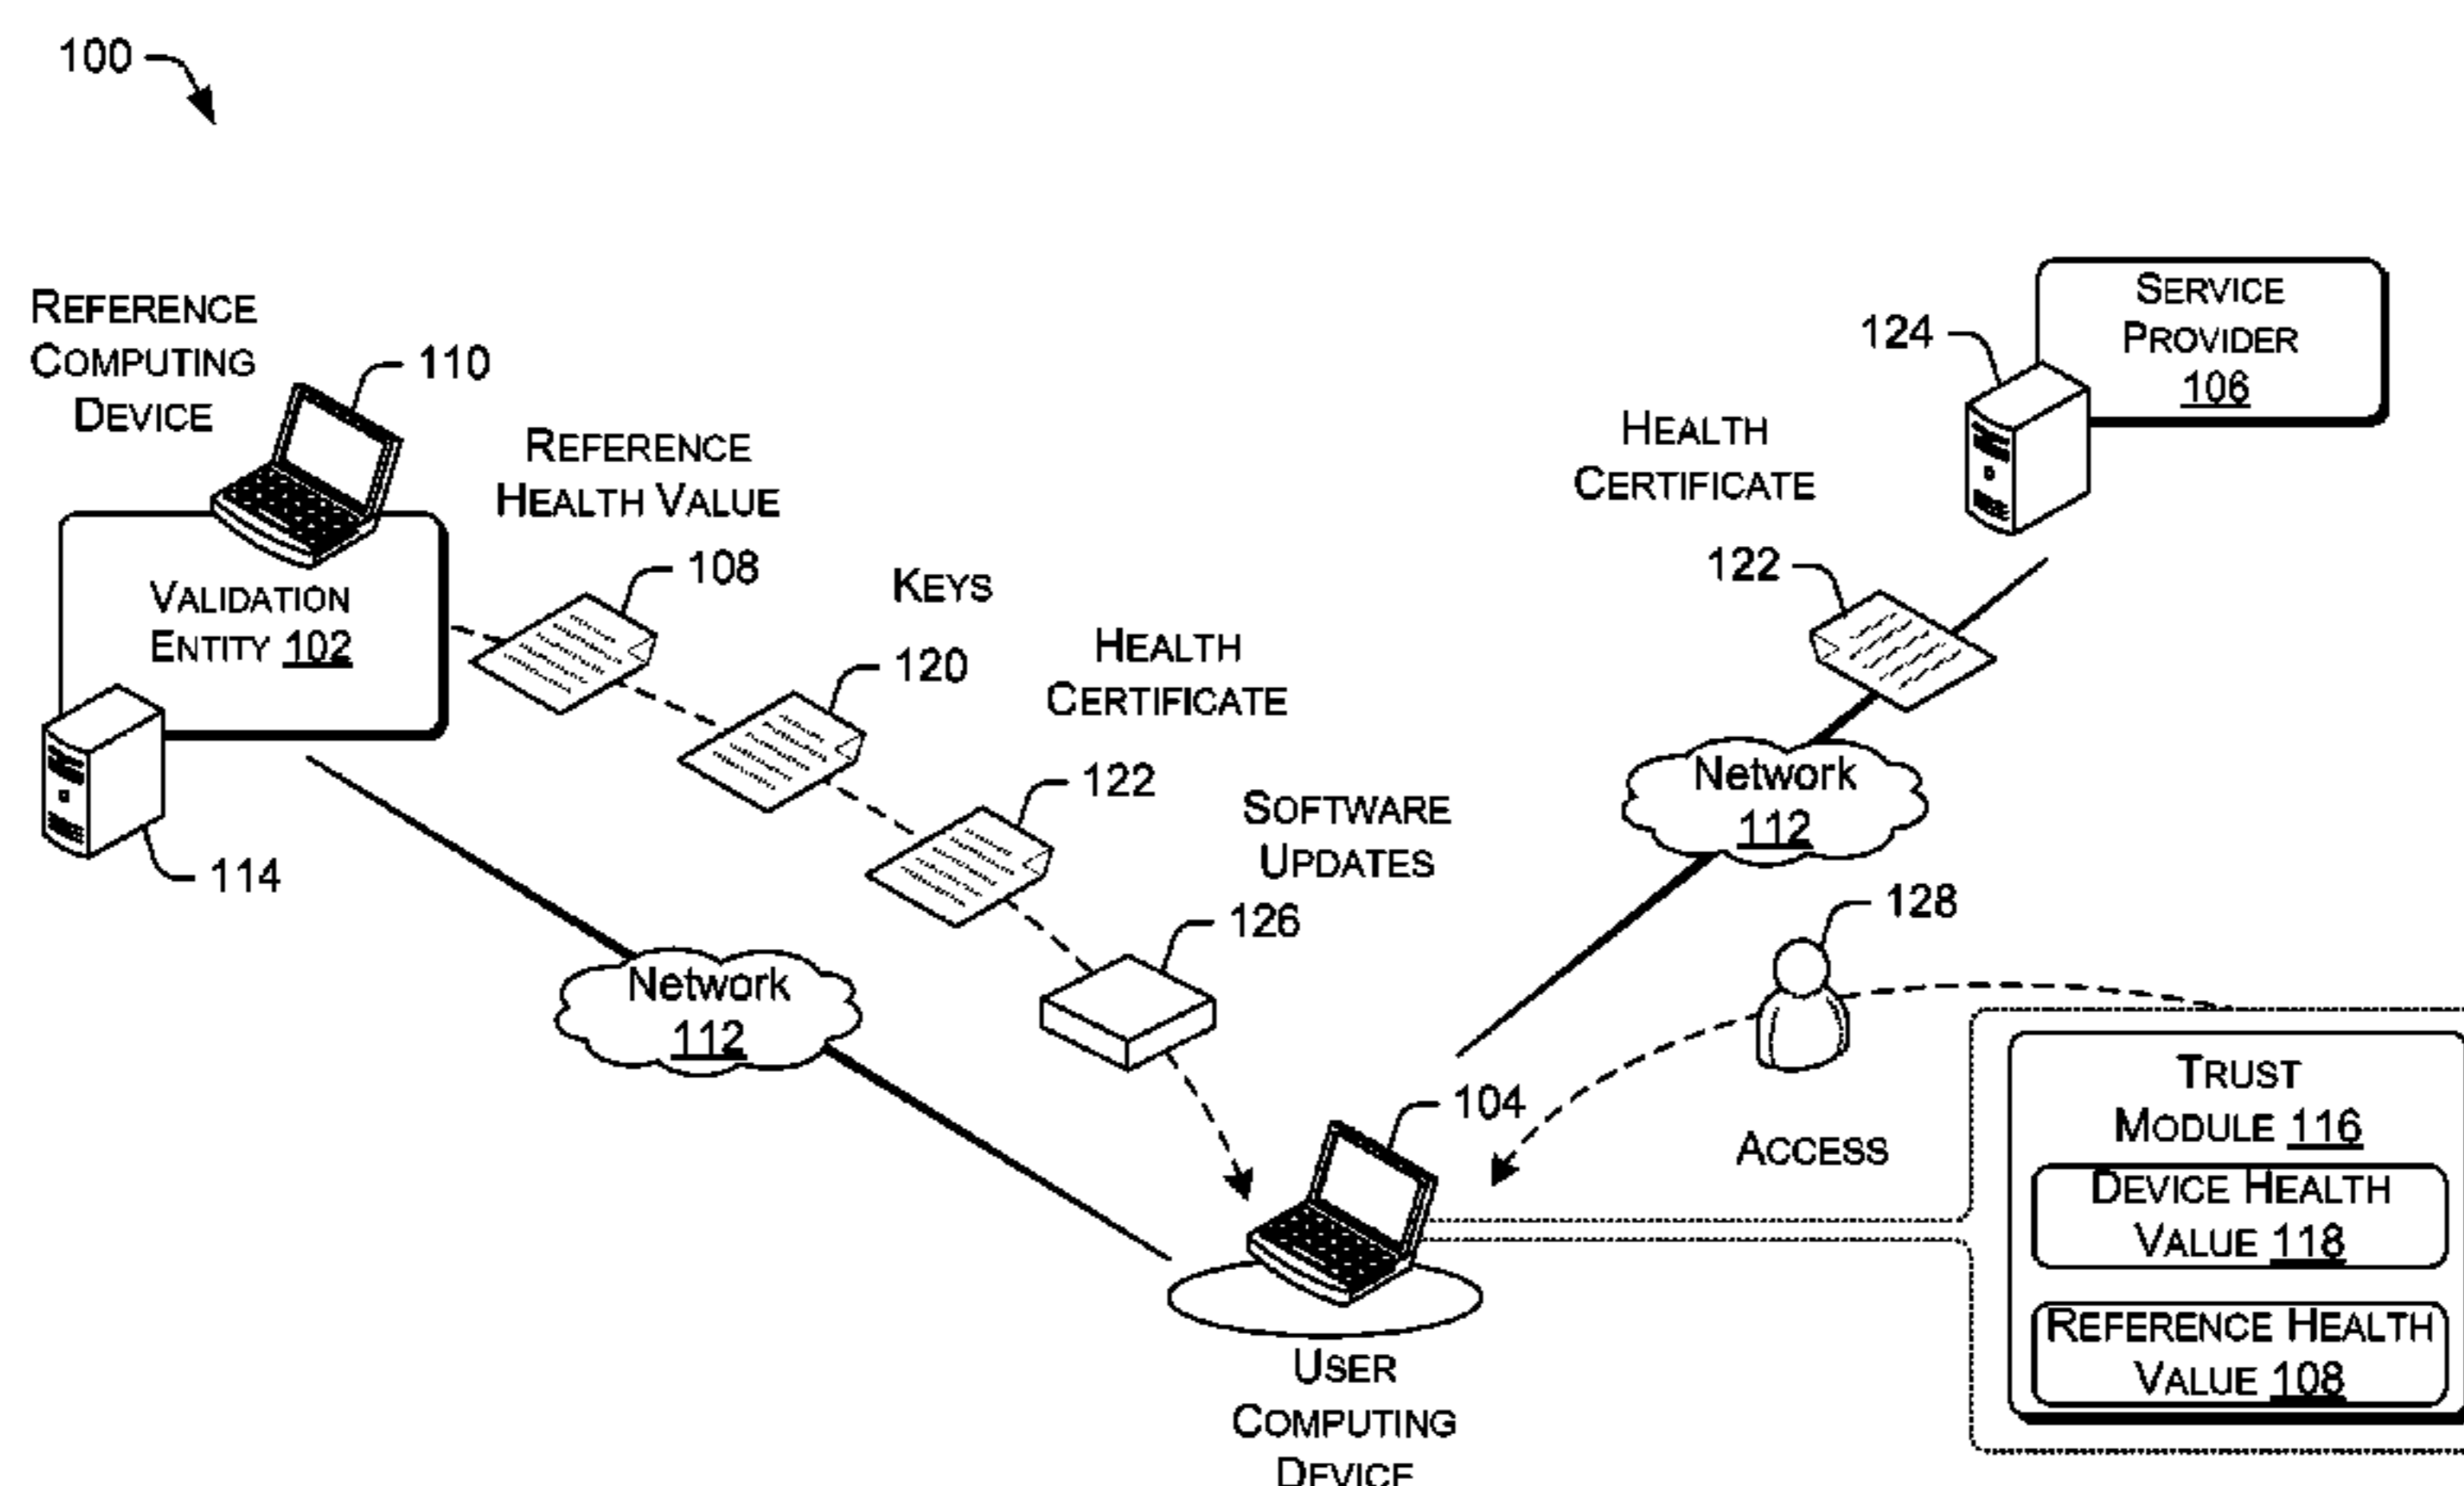 100
REFERENCE
COMPUTING
DEVICE
110
REFERENCE
HEALTH VALUE
108
VALIDATION
ENTITY 102
114
KEYS
120
HEALTH
CERTIFICATE
122
SOFTWARE
UPDATES
126
Network
112
SERVICE
PROVIDER
106
124
HEALTH
CERTIFICATE
122
Network
112
128
ACCESS
104
USER
COMPUTING
DEVICE
TRUST
MODULE 116
DEVICE HEALTH
VALUE 118
REFERENCE HEALTH
VALUE 108